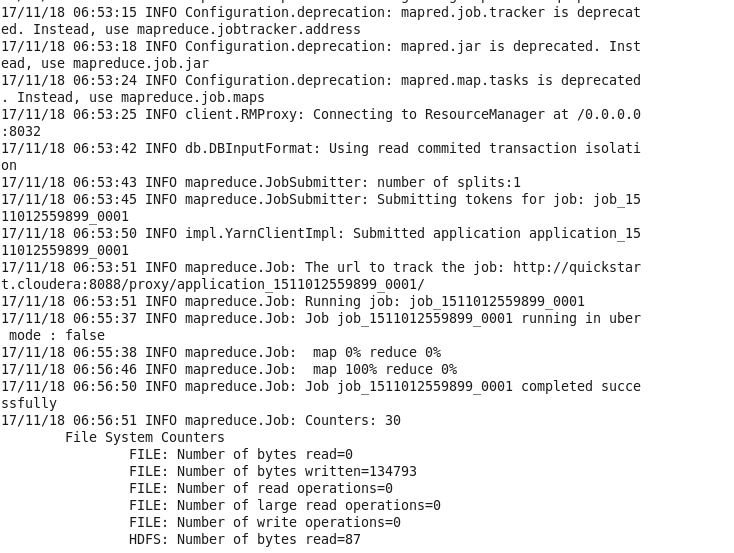 17/11/18 06:53:15 INFO Configuration.deprecation: mapred.job.tracker is deprecat
ed. Instead, use mapreduce.jobtracker.address
17/11/18 06:53:18 INFO Configuration.deprecation: mapred.jar is deprecated. Inst
ead, use mapreduce.job.jar
17/11/18 06:53:24 INFO Configuration.deprecation: mapred.map.tasks is deprecated
. Instead, use mapreduce.job.maps
17/11/18 06:53:25 INFO client.RMProxy: Connecting to ResourceManager at /0.0.0.0
:8032
17/11/18 06:53:42 INFO db.DBInputFormat: Using read commited transaction isolati
on
17/11/18 06:53:43 INFO mapreduce.JobSubmitter: number of splits:1
17/11/18 06:53:45 INFO mapreduce.JobSubmitter: Submitting tokens for job: job_15
11012559899_0001
17/11/18 06:53:50 INFO impl.YarnClientImpl: Submitted application application_15
11012559899_0001
17/11/18 06:53:51 INFO mapreduce.Job: The url to track the job: http://quickstar
t.cloudera:8088/proxy/application_1511012559899_0001/
17/11/18 06:53:51 INFO mapreduce.Job: Running job: job_1511012559899_0001
17/11/18 06:55:37 INFO mapreduce.Job: Job job_1511012559899_0001 running in uber
 mode : false
17/11/18 06:55:38 INFO mapreduce.Job:  map 0% reduce 0%
17/11/18 06:56:46 INFO mapreduce.Job:  map 100% reduce 0%
17/11/18 06:56:50 INFO mapreduce.Job: Job job_1511012559899_0001 completed succe
ssfully
17/11/18 06:56:51 INFO mapreduce.Job: Counters: 30
        File System Counters
                FILE: Number of bytes read=0
                FILE: Number of bytes written=134793
                FILE: Number of read operations=0
                FILE: Number of large read operations=0
                FILE: Number of write operations=0
                HDFS: Number of bytes read=87